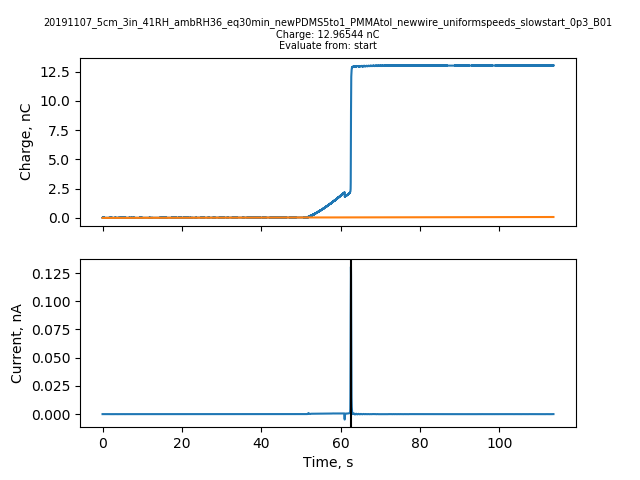 20191107_5cm_3in_41RH_ambRH36_eq30min_newPDMS5to1_PMMAtol_newwire_uniformspeeds_slowstart_0p3_B01
Charge: 12.96544 nC
Evaluate from: start
12.5
10.0
7.5
5.0
2.5
0.0
Charge, nC
0.125
0.100
0.075
0.050
0.025
0.000
Current, nA
0 20 40 60 80 100
Time, s